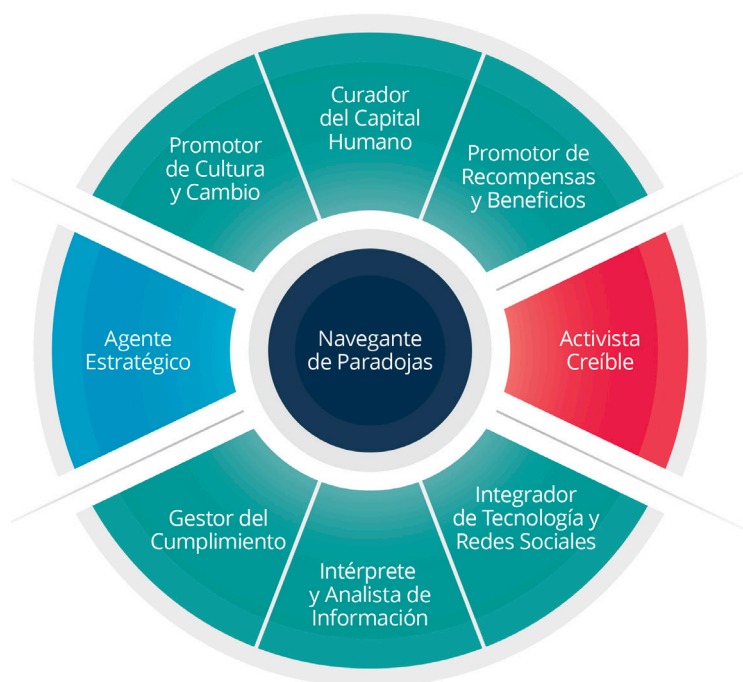 Curador
del Capital
Humano
Promotor
de Cultura
y Cambio
Promotor de
Recompensas
y Beneficios
Agente
Estratégico
Navegante
de Paradojas
Activista
Creíble
Gestor del
Cumplimiento
Intérprete
y Analista de
Información
Integrador
de Tecnología y
Redes Sociales